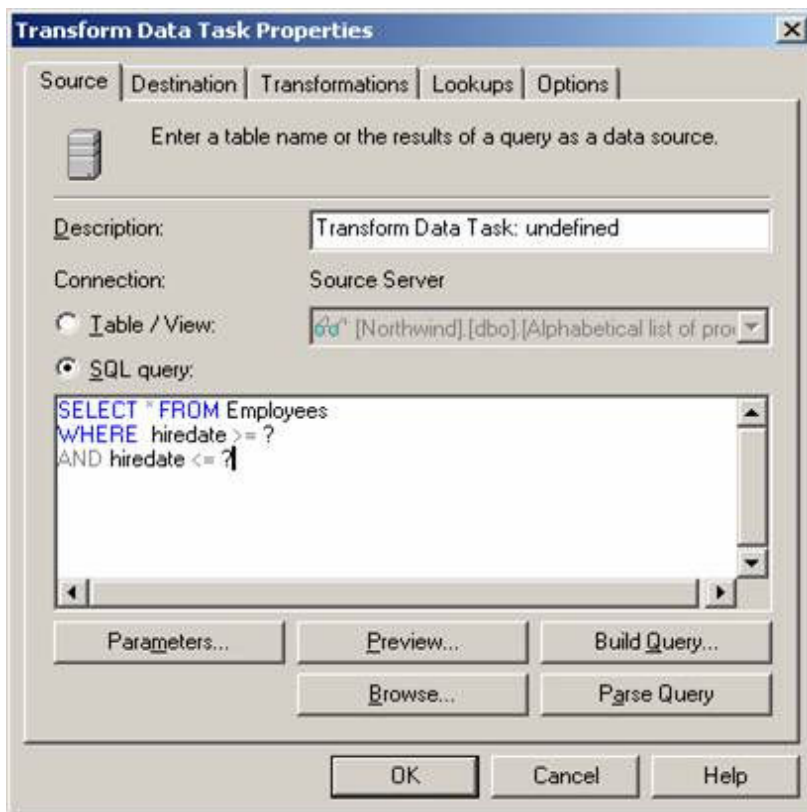 Transform Data Task Properties
Source Destination Transformations Lookups Options
Enter a table name or the results of a query as a data source.
Description: Transform Data Task: undefined
Connection: Source Server
Table / View: [Northwind].[dbo].[Alphabetical list of pro
SQL query:
SELECT * FROM Employees
WHERE hiredate >= ?
AND hiredate <= ?
Parameters... Preview... Build Query...
Browse... Parse Query
OK Cancel Help